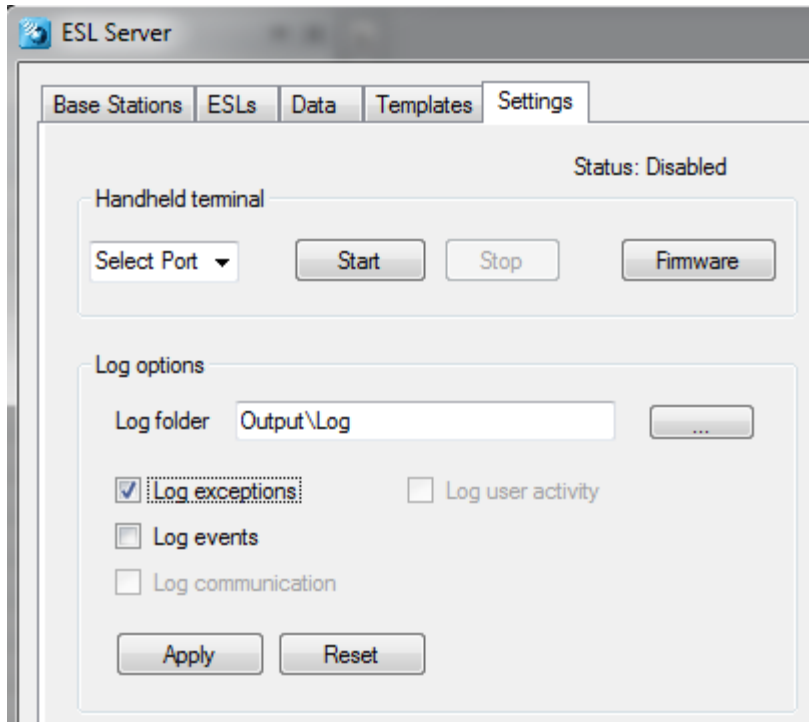 ESL Server
Base Stations ESLs Data Templates Settings
Status: Disabled
Handheld terminal
Select Port Start Stop Firmware
Log options
Log folder Output\Log ...
Log exceptions Log user activity
Log events
Log communication
Apply Reset